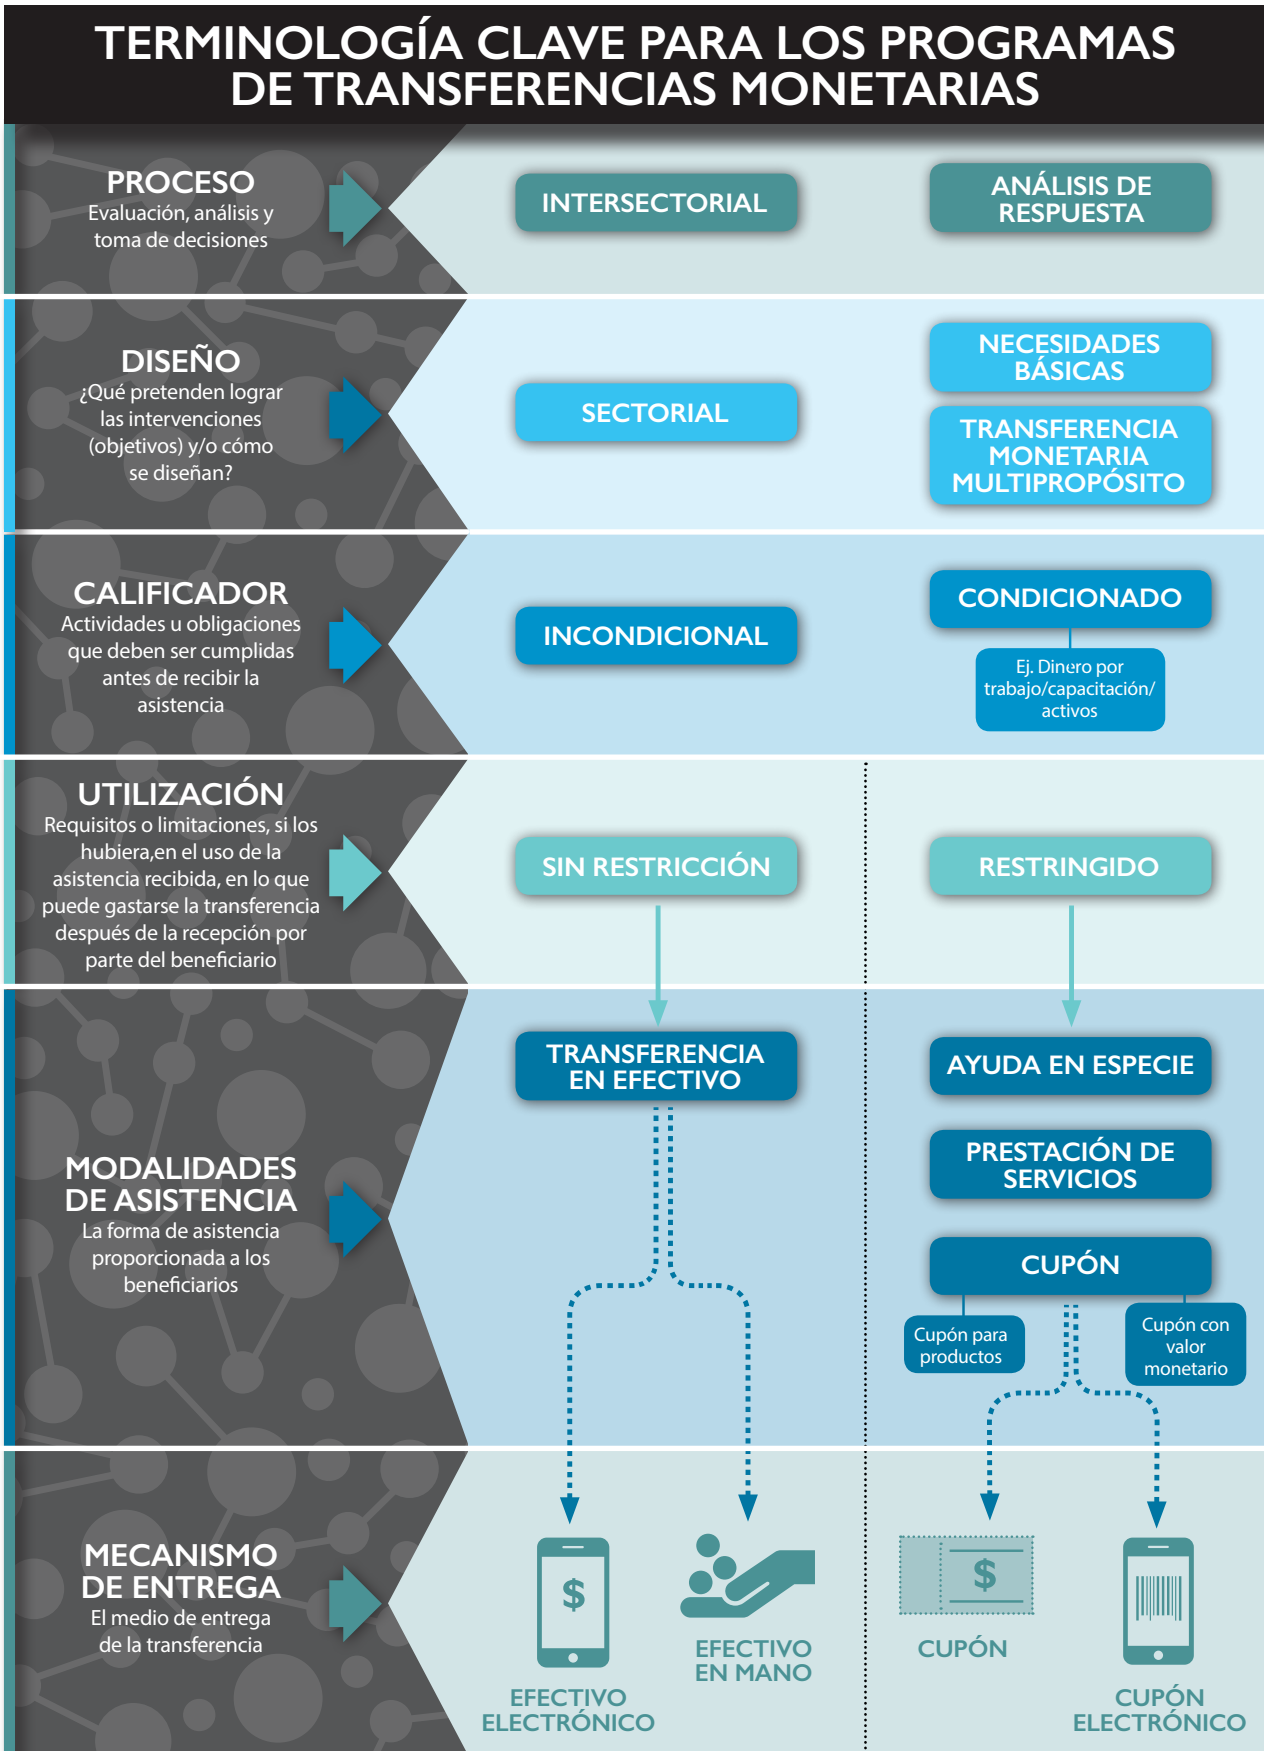 TERMINOLOGÍA CLAVE PARA LOS PROGRAMAS
DE TRANSFERENCIAS MONETARIAS
PROCESO
Evaluación, análisis y
toma de decisiones
INTERSECTORIAL
ANÁLISIS DE
RESPUESTA
DISEÑO
¿Qué pretenden lograr
las intervenciones
(objetivos) y/o cómo
se diseñan?
SECTORIAL
NECESIDADES
BÁSICAS
TRANSFERENCIA
MONETARIA
MULTIPROPÓSITO
CALIFICADOR
Actividades u obligaciones
que deben ser cumplidas
antes de recibir la
asistencia
INCONDICIONAL
CONDICIONADO
Ej. Dinero por
trabajo/capacitación/
activos
UTILIZACIÓN
Requisitos o limitaciones, si los
hubiera,en el uso de la
asistencia recibida, en lo que
puede gastarse la transferencia
después de la recepción por
parte del beneficiario
SIN RESTRICCIÓN
RESTRINGIDO
MODALIDADES
DE ASISTENCIA
La forma de asistencia
proporcionada a los
beneficiarios
TRANSFERENCIA
EN EFECTIVO
AYUDA EN ESPECIE
PRESTACIÓN DE
SERVICIOS
CUPÓN
Cupón para
productos
Cupón con
valor
monetario
MECANISMO
DE ENTREGA
El medio de entrega
de la transferencia
$
EFECTIVO
ELECTRÓNICO
EFECTIVO
EN MANO
$
CUPÓN
CUPÓN
ELECTRÓNICO